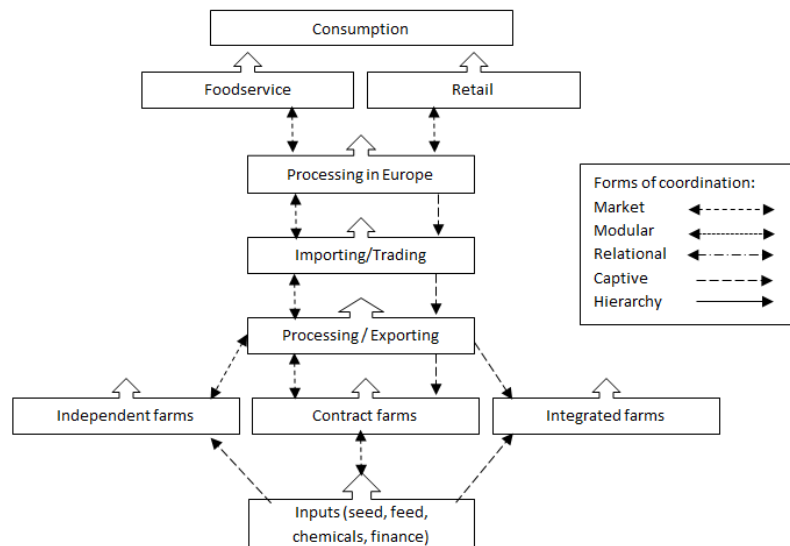 Consumption
Foodservice
Retail
Processing in Europe
Importing/Trading
Processing / Exporting
Independent farms
Contract farms
Integrated farms
Inputs (seed, feed,
chemicals, finance)
Forms of coordination:
Market
Modular
Relational
Captive
Hierarchy